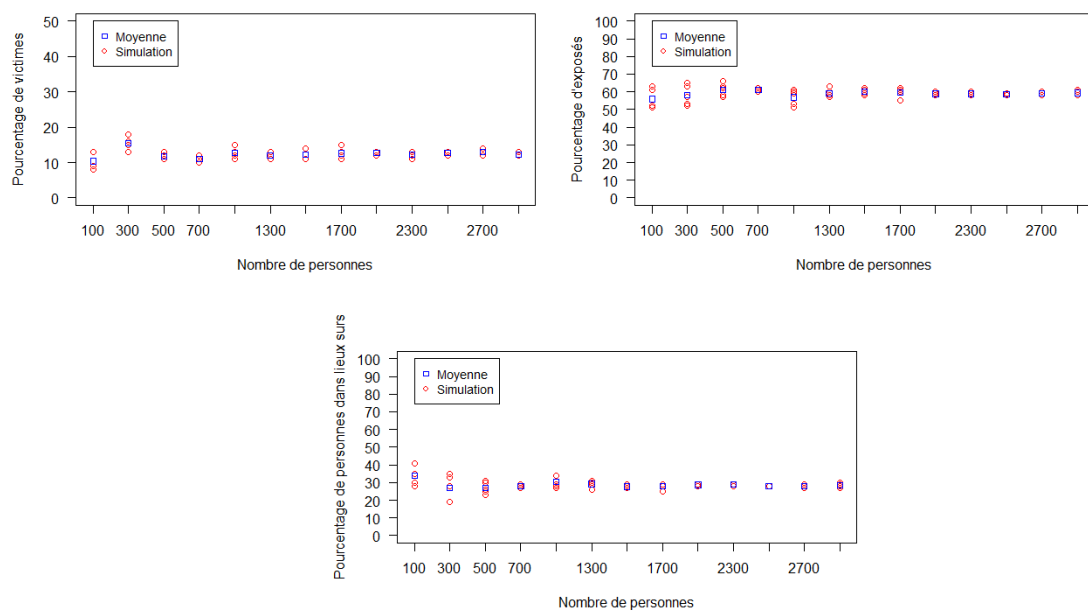 Pourcentage de victimes
50
40
30
20
10
0
Moyenne
Simulation
100 300 500 700 1300 1700 2300 2700
Nombre de personnes
Pourcentage d'exposés
100
90
80
70
60
50
40
30
20
10
0
Moyenne
Simulation
100 300 500 700 1300 1700 2300 2700
Nombre de personnes
Pourcentage de personnes dans lieux surs
100
90
80
70
60
50
40
30
20
10
0
Moyenne
Simulation
100 300 500 700 1300 1700 2300 2700
Nombre de personnes